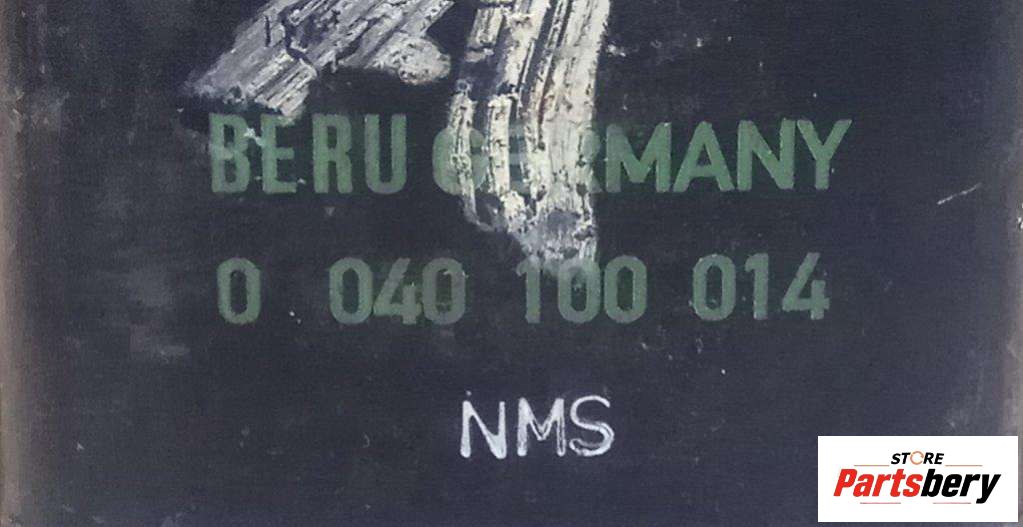 BERU GERMANY
0 040 100 014
NMS
STORE
Partsbery